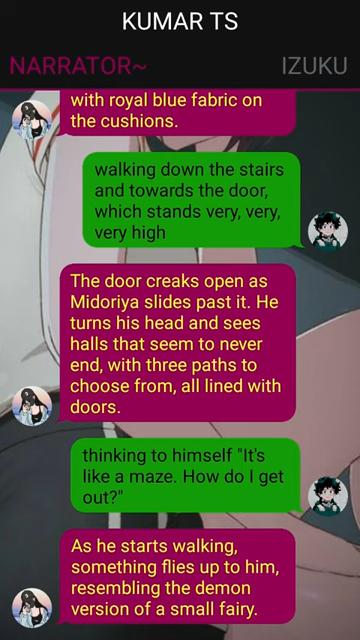 KUMAR TS
NARRATOR~ IZUKU
with royal blue fabric on
the cushions.
walking down the stairs
and towards the door,
which stands very, very,
very high
The door creaks open as
Midoriya slides past it. He
turns his head and sees
halls that seem to never
end, with three paths to
choose from, all lined with
doors.
thinking to himself "It's
like a maze. How do I get
out?"
As he starts walking,
something flies up to him,
resembling the demon
version of a small fairy.